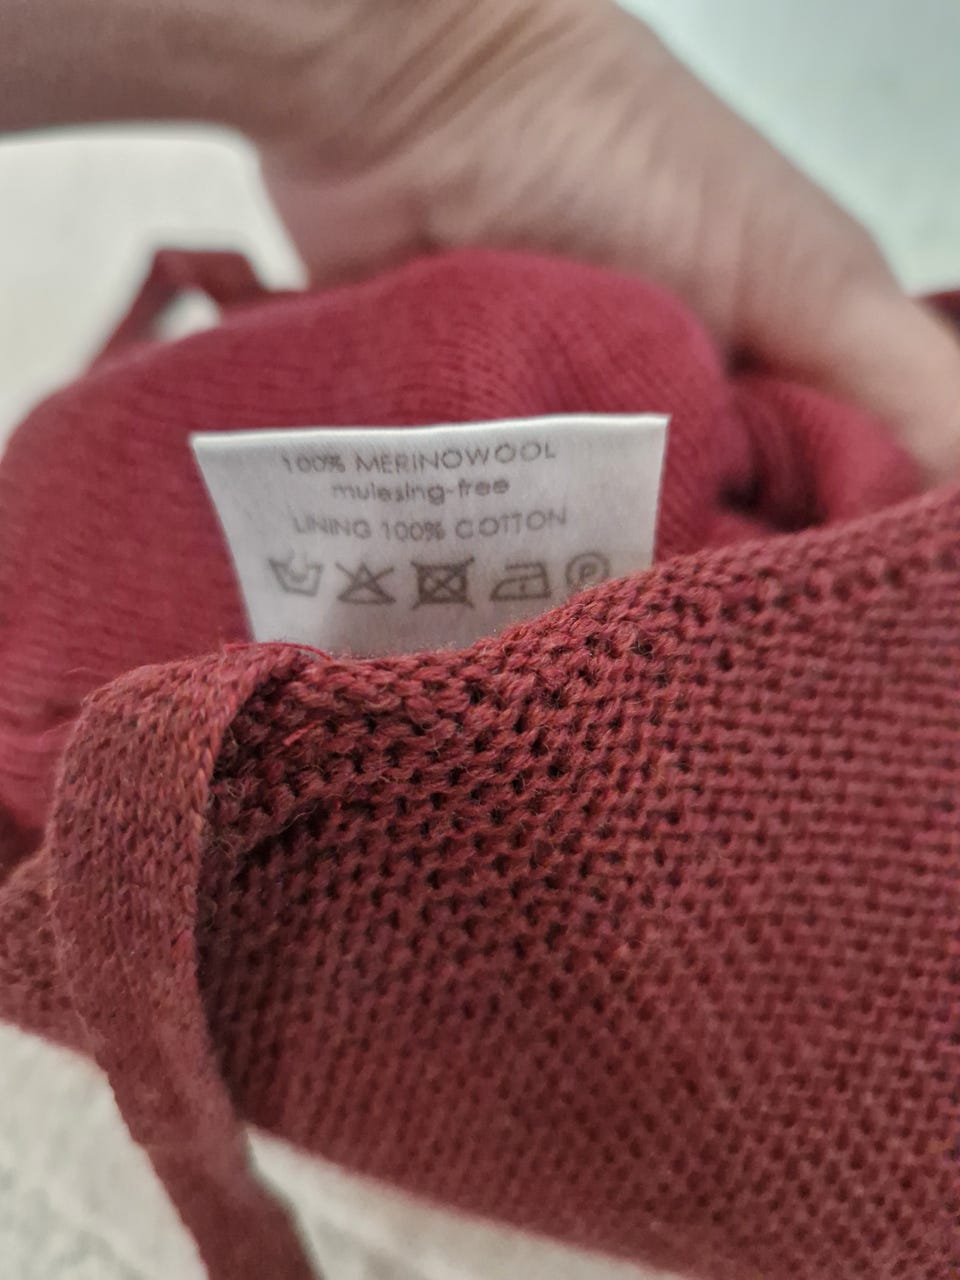 100% MERINOWOOL
mulesing-free
LINING 100% COTTON
P